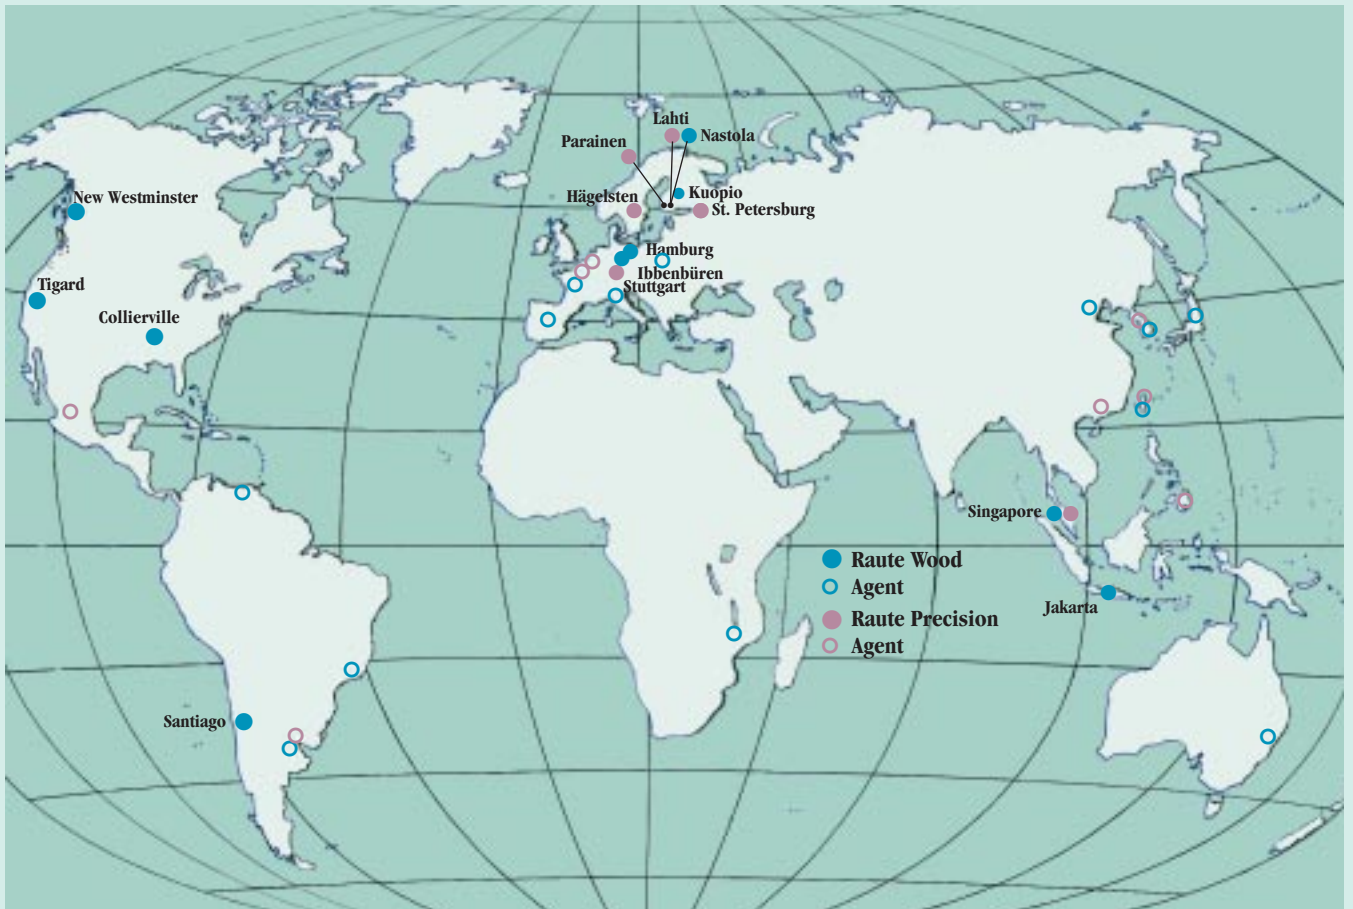 Lahti
Nastola
Parainen
Kuopio
Hägelsten
New Westminster
St. Petersburg
Hamburg
Ibbenbüren
Tigard
Stuttgart
Collierville
Singapore
Raute Wood
Agent
Jakarta
Raute Precision
Agent
Santiago